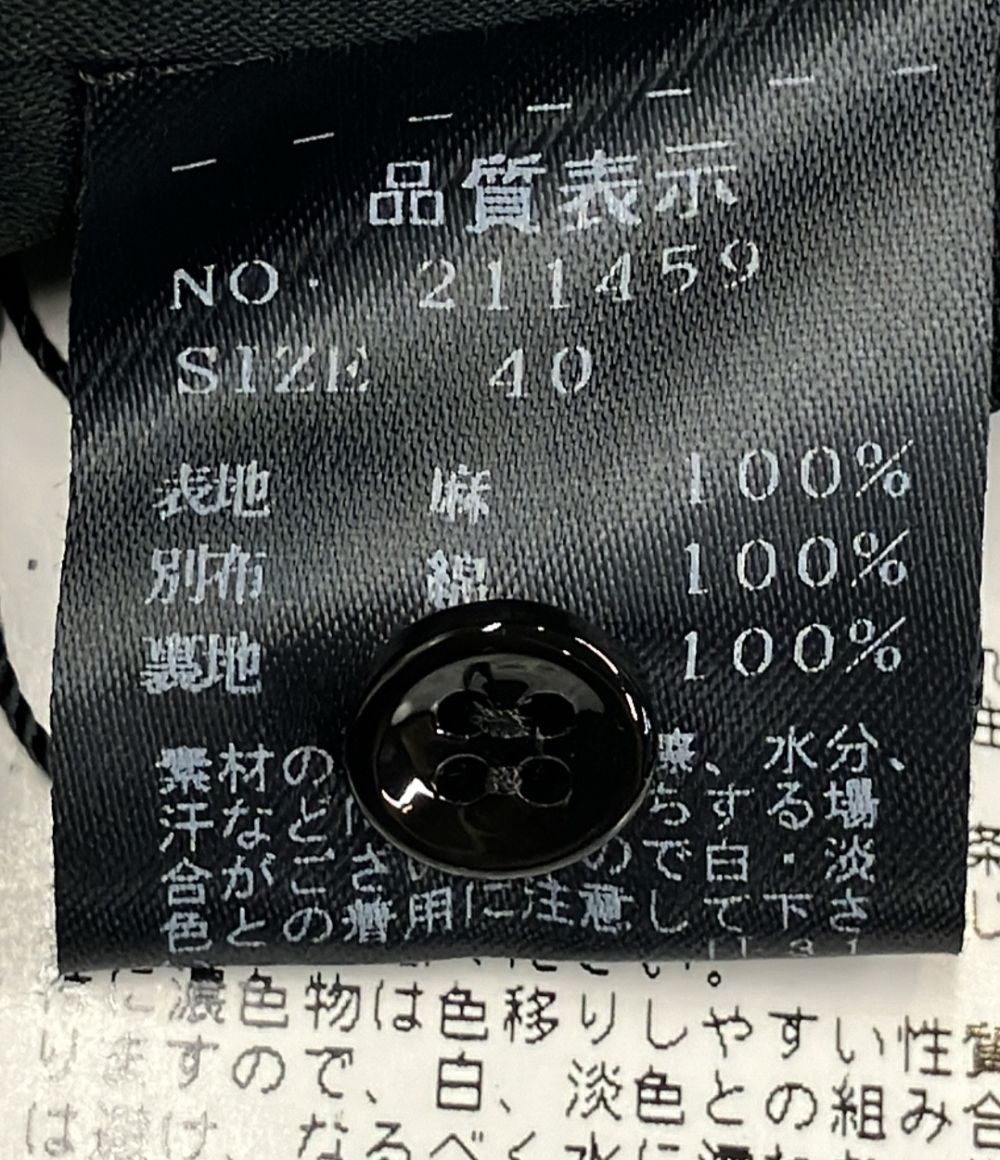 品質表示
NO. 211459
SIZE 40
表地 麻 100%
別布 綿 100%
裏地 100%
素材の 水分、
汗など ちする場
合がござ ので白・淡
色との着用に注意して下さ
濃色物は色移りしやすい性質
りますので、白、淡色との組み合
は避け、なるべく水に